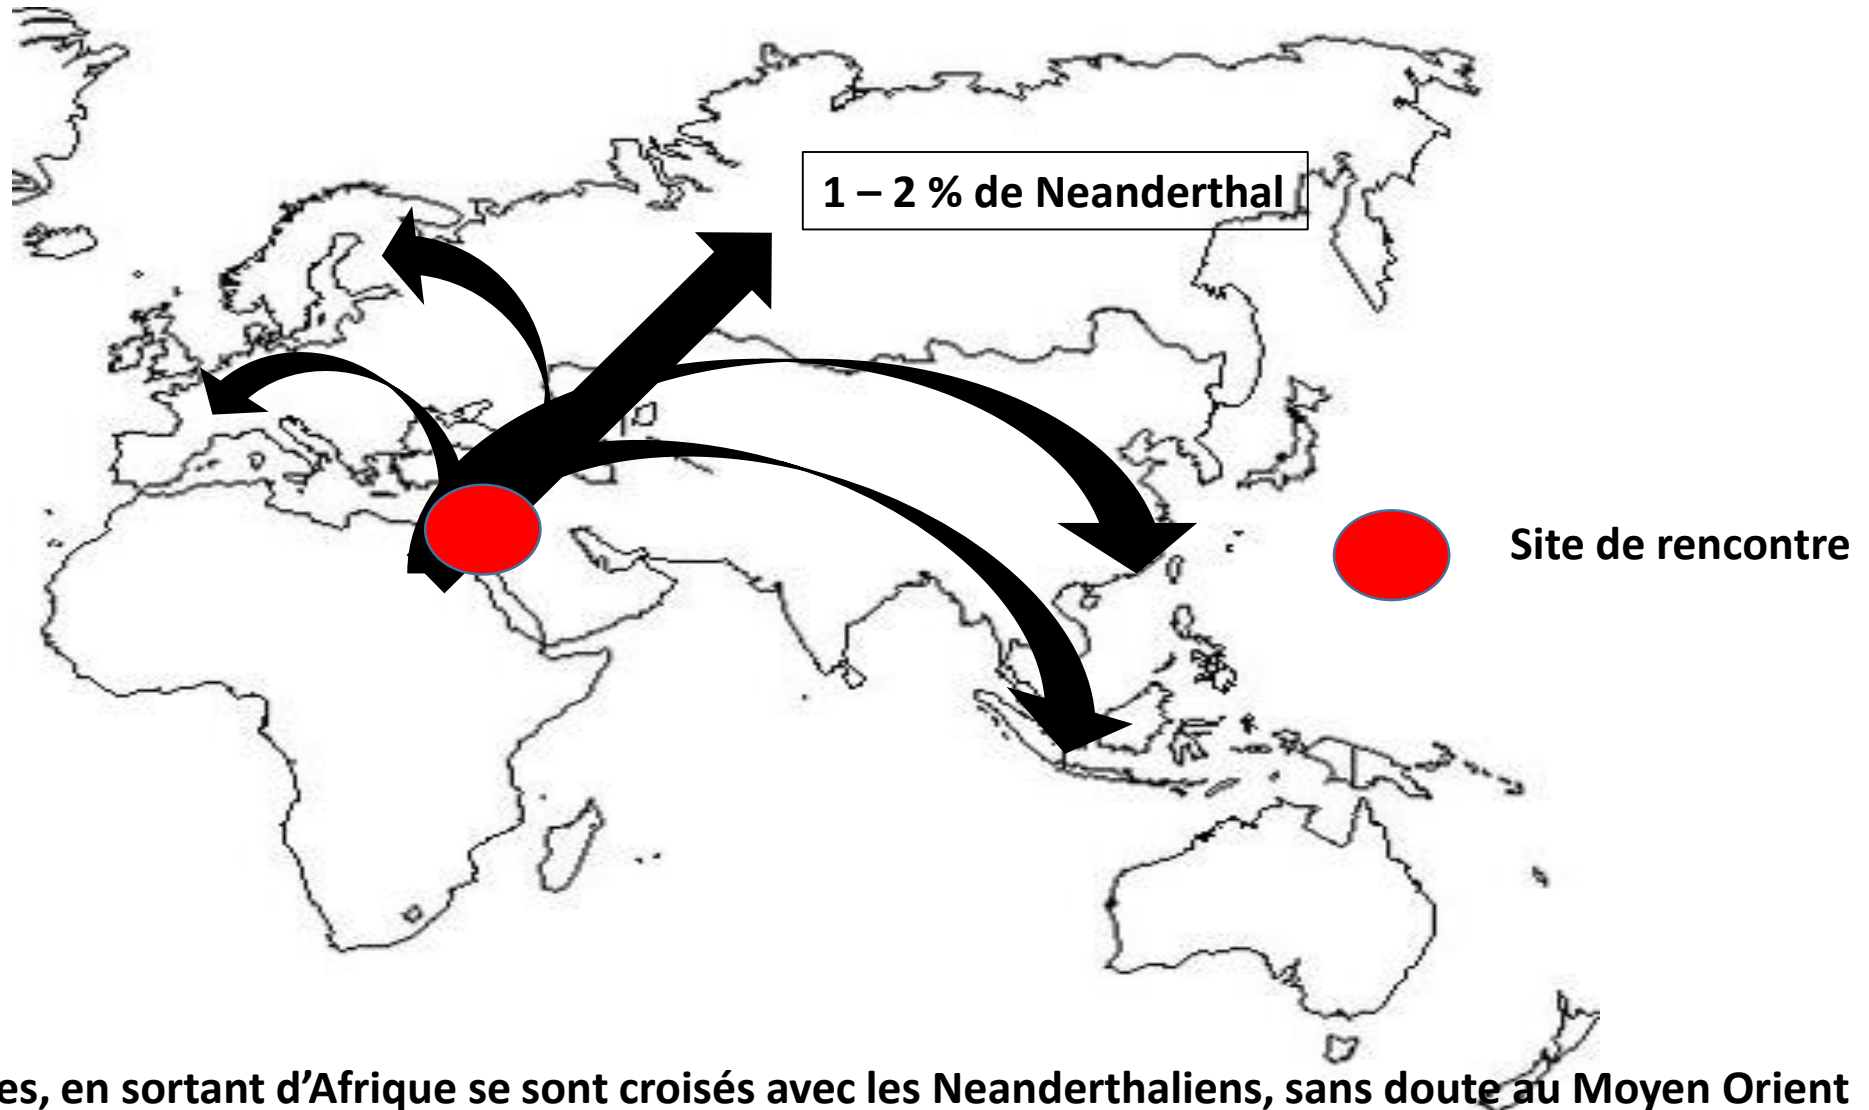 1 – 2 % de Neanderthal
Site de rencontre
es, en sortant d'Afrique se sont croisés avec les Neanderthaliens, sans doute au Moyen Orient